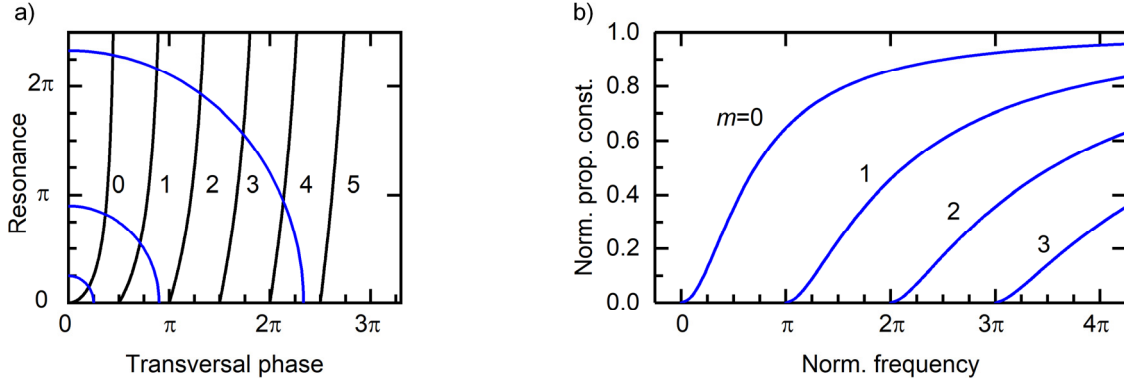 a)
Resonance
2π
π
0
0 1 2 3 4 5
0 π 2π 3π
Transversal phase
b)
Norm. prop. const.
1.0
0.8
0.6
0.4
0.2
0.0
m=0
1
2
3
0 π 2π 3π 4π
Norm. frequency